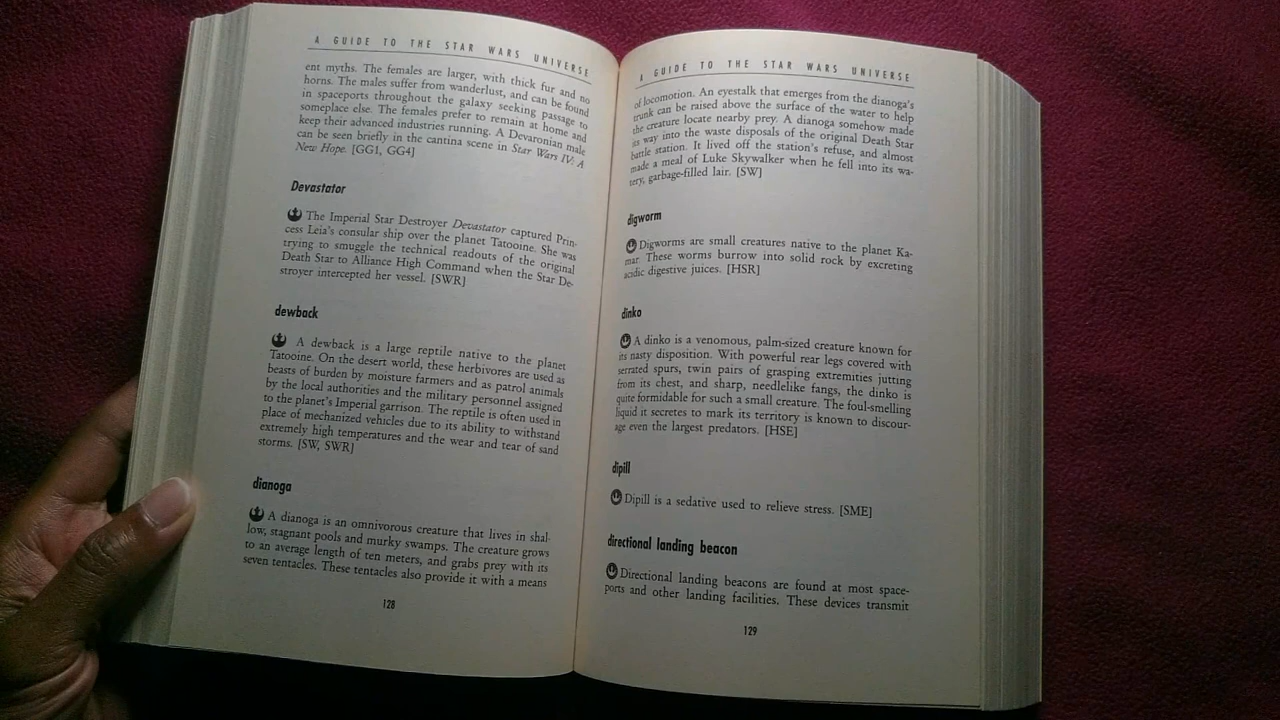 A GUIDE TO THE STAR WARS UNIVERSE
ent myths. The females are larger, with thick fur and no
horns. The males suffer from wanderlust, and can be found
in spaceports throughout the galaxy seeking passage to
someplace else. The females prefer to remain at home and
keep their advanced industries running. A Devaronian male
can be seen briefly in the cantina scene in Star Wars IV: A
New Hope. [GG1, GG4]
Devastator
The Imperial Star Destroyer Devastator captured Prin-
cess Leia's consular ship over the planet Tatooine. She was
trying to smuggle the technical readouts of the original
Death Star to Alliance High Command when the Star De-
stroyer intercepted her vessel. [SWR]
dewback
A dewback is a large reptile native to the planet
Tatooine. On the desert world, these herbivores are used as
beasts of burden by moisture farmers and as patrol animals
by the local authorities and the military personnel assigned
to the planet's Imperial garrison. The reptile is often used in
place of mechanized vehicles due to its ability to withstand
extremely high temperatures and the wear and tear of sand
storms. [SW, SWR]
dianoga
A dianoga is an omnivorous creature that lives in shal-
low, stagnant pools and murky swamps. The creature grows
to an average length of ten meters, and grabs prey with its
seven tentacles. These tentacles also provide it with a means
128
A GUIDE TO THE STAR WARS UNIVERSE
of locomotion. An eyestalk that emerges from the dianoga's
trunk can be raised above the surface of the water to help
the creature locate nearby prey. A dianoga somehow made
its way into the waste disposals of the original Death Star
battle station. It lived off the station's refuse, and almost
made a meal of Luke Skywalker when he fell into its wa-
tery, garbage-filled lair. [SW]
digworm
Digworms are small creatures native to the planet Ka-
mar. These worms burrow into solid rock by excreting
acidic digestive juices. [HSR]
dinko
A dinko is a venomous, palm-sized creature known for
its nasty disposition. With powerful rear legs covered with
serrated spurs, twin pairs of grasping extremities jutting
from its chest, and sharp, needlelike fangs, the dinko is
quite formidable for such a small creature. The foul-smelling
liquid it secretes to mark its territory is known to discour-
age even the largest predators. [HSE]
dipill
Dipill is a sedative used to relieve stress. [SME]
directional landing beacon
Directional landing beacons are found at most space-
ports and other landing facilities. These devices transmit
129